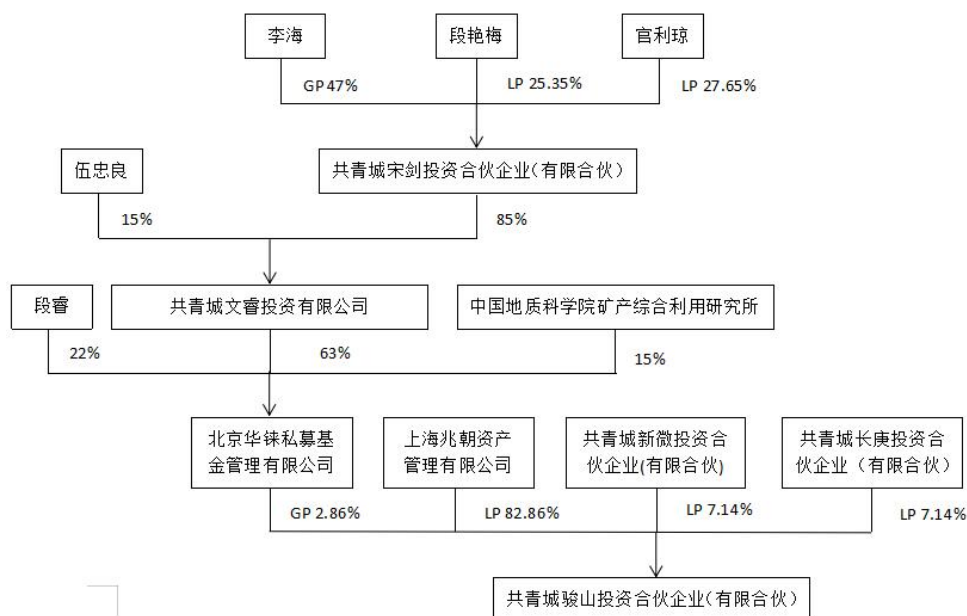 李海
段艳梅
官利琼
GP 47%
LP 25.35%
LP 27.65%
伍忠良
共青城宋剑投资合伙企业（有限合伙）
15%
85%
段睿
共青城文睿投资有限公司
中国地质科学院矿产综合利用研究所
22%
63%
15%
北京华铼私募基
金管理有限公司
上海兆朝资产
管理有限公司
共青城新微投资合
伙企业(有限合伙)
共青城长庚投资合
伙企业（有限合伙）
GP 2.86%
LP 82.86%
LP 7.14%
LP 7.14%
共青城骏山投资合伙企业（有限合伙）